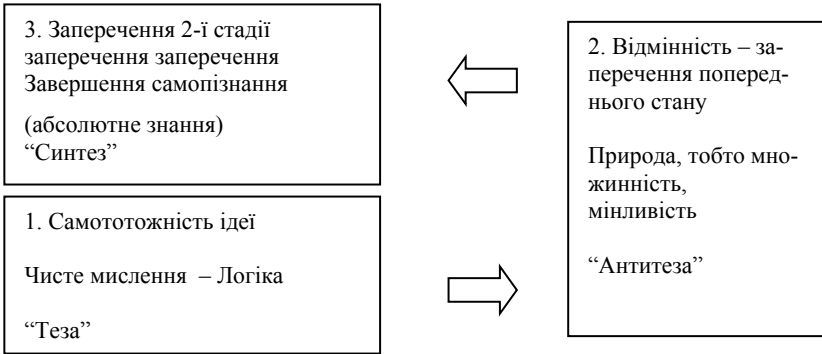 3. Заперечення 2-ї стадії
заперечення заперечення
Завершення самопізнання
(абсолютне знання)
“Синтез”
1. Самототожність ідеї
Чисте мислення – Логіка
“Теза”
2. Відмінність – за-
перечення поперед-
нього стану
Природа, тобто мно-
жинність,
мінливість
“Антитеза”